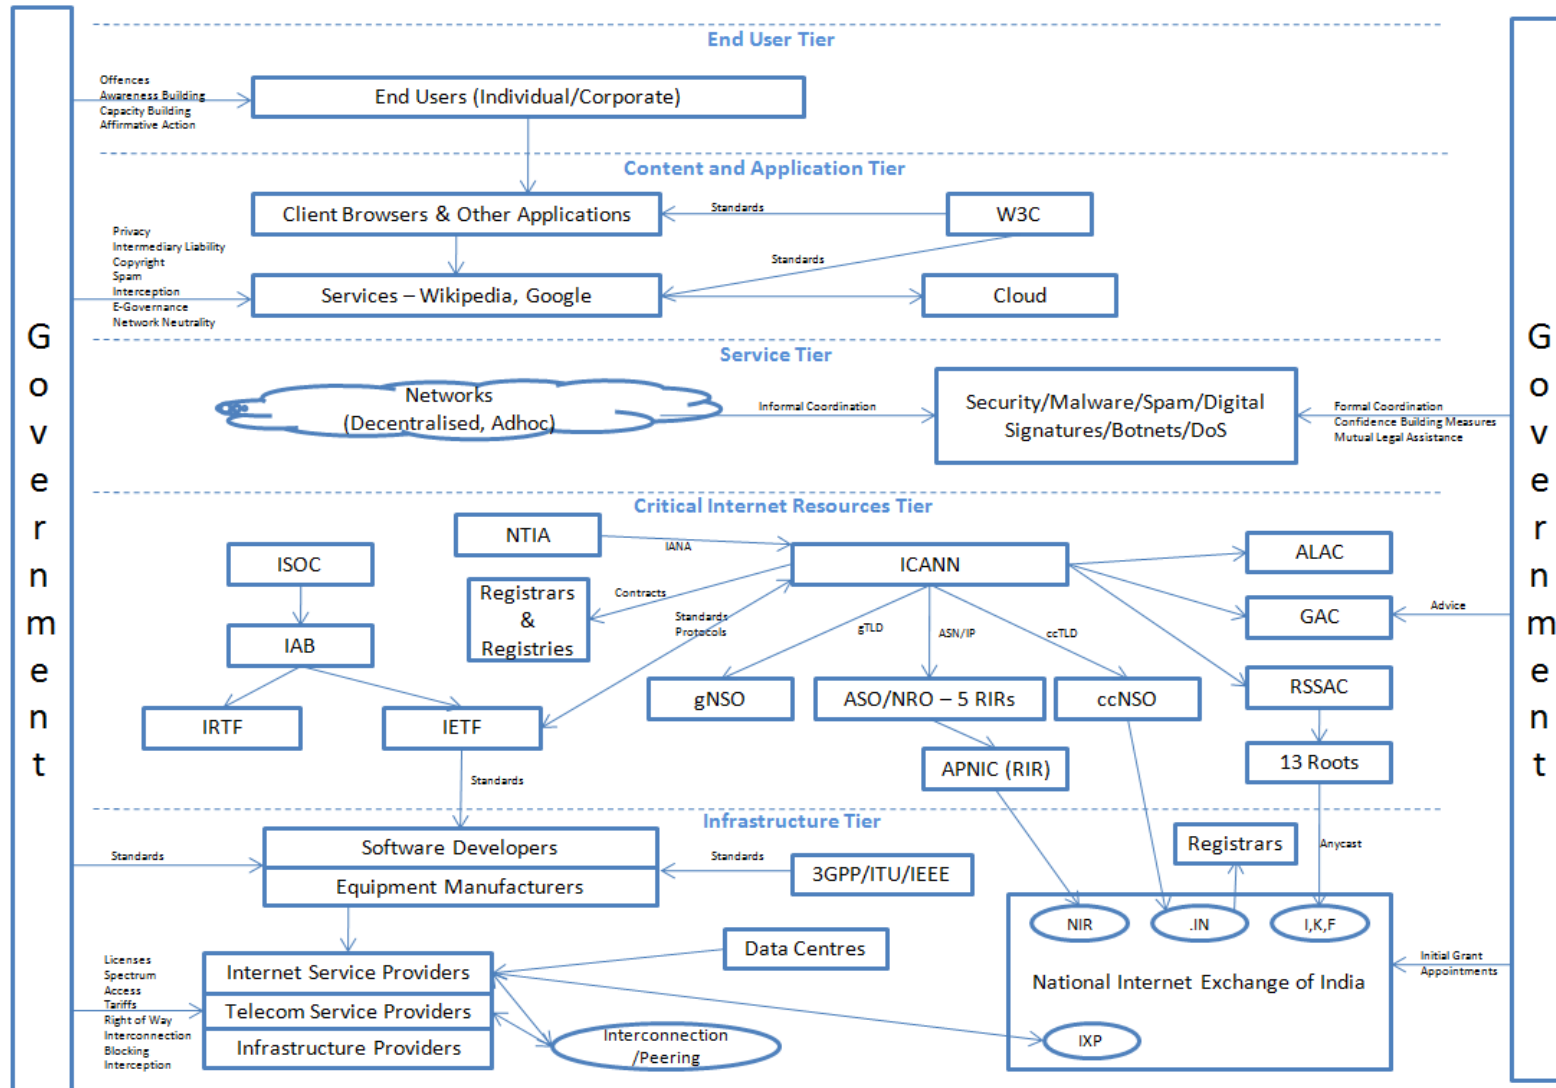 Government
End User Tier
Offences
Awareness Building
Capacity Building
Affirmative Action
End Users (Individual/Corporate)
Content and Application Tier
Client Browsers & Other Applications
Standards
W3C
Privacy
Intermediary Liability
Copyright
Spam
Interception
E-Governance
Network Neutrality
Standards
Services – Wikipedia, Google
Cloud
Service Tier
Networks
(Decentralised, Adhoc)
Informal Coordination
Security/Malware/Spam/Digital
Signatures/Botnets/DoS
Formal Coordination
Confidence Building Measures
Mutual Legal Assistance
Critical Internet Resources Tier
NTIA
IANA
ICANN
ALAC
ISOC
Registrars
&
Registries
Contracts
Standards
Protocols
GAC
Advice
IAB
gTLD
ASN/IP
ccTLD
gNSO
ASO/NRO – 5 RIRs
ccNSO
RSSAC
IRTF
IETF
APNIC (RIR)
13 Roots
Standards
Infrastructure Tier
Software Developers
Equipment Manufacturers
Standards
Standards
3GPP/ITU/IEEE
Registrars
Anycast
NIR
.IN
I,K,F
Data Centres
National Internet Exchange of India
Initial Grant
Appointments
Licenses
Spectrum
Access
Tariffs
Right of Way
Interconnection
Blocking
Interception
Internet Service Providers
Telecom Service Providers
Infrastructure Providers
Interconnection
/Peering
IXP
Government